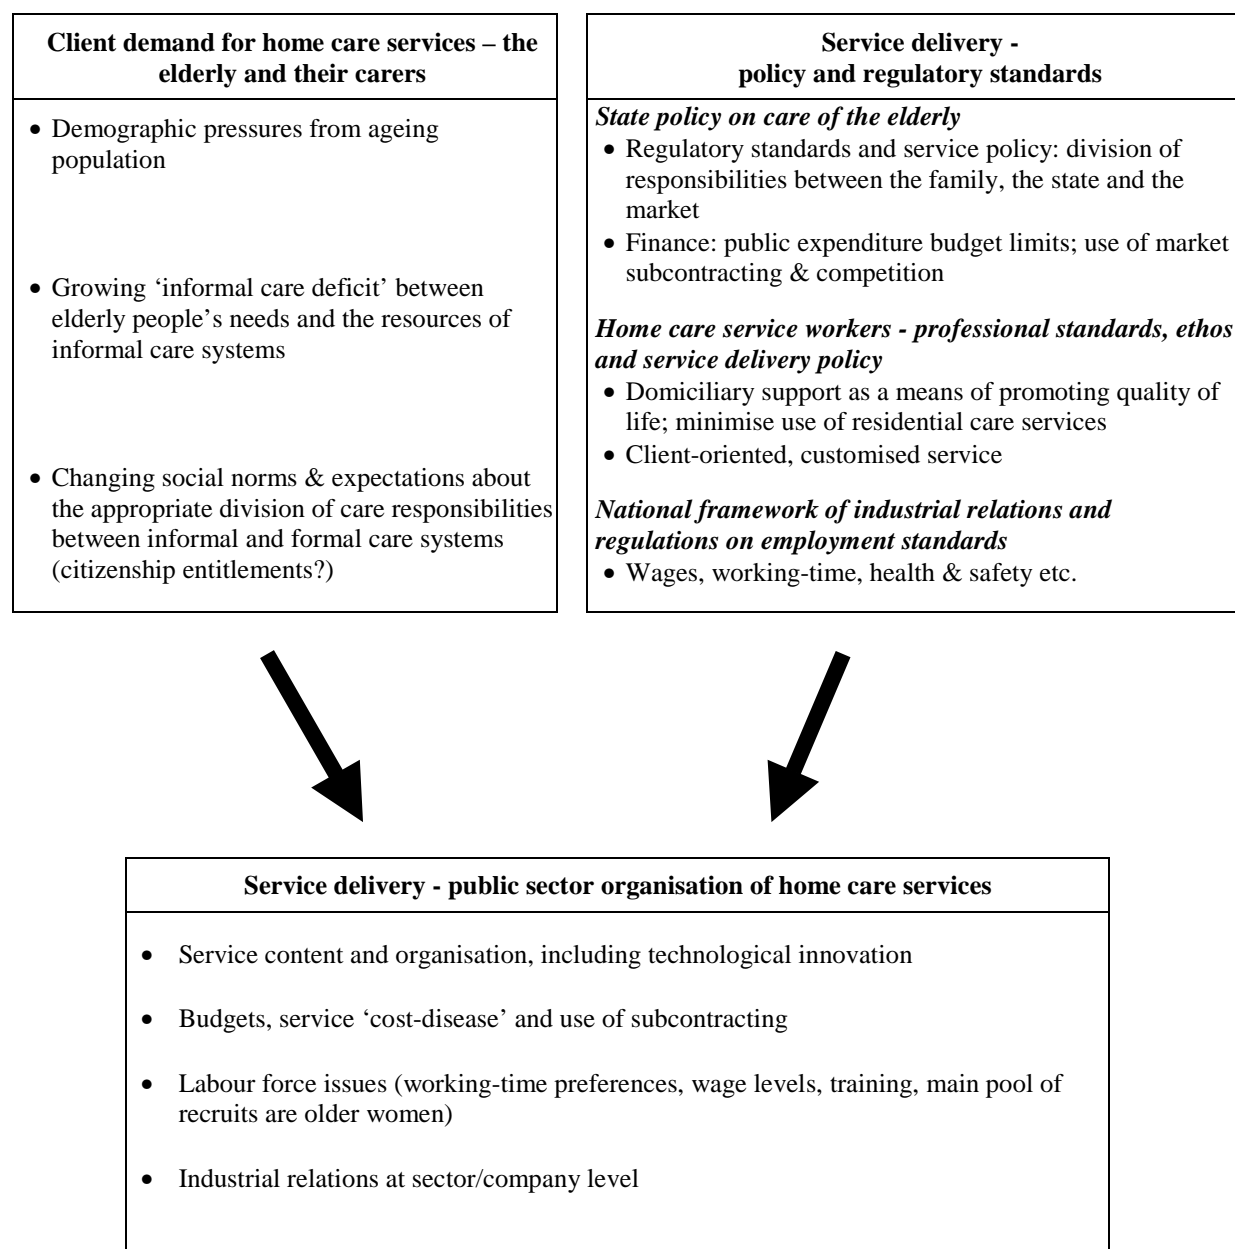 Client demand for home care services – the
elderly and their carers
• Demographic pressures from ageing
population
• Growing ‘informal care deficit’ between
elderly people’s needs and the resources of
informal care systems
• Changing social norms & expectations about
the appropriate division of care responsibilities
between informal and formal care systems
(citizenship entitlements?)
Service delivery -
policy and regulatory standards
State policy on care of the elderly
• Regulatory standards and service policy: division of
responsibilities between the family, the state and the
market
• Finance: public expenditure budget limits; use of market
subcontracting & competition
Home care service workers - professional standards, ethos
and service delivery policy
• Domiciliary support as a means of promoting quality of
life; minimise use of residential care services
• Client-oriented, customised service
National framework of industrial relations and
regulations on employment standards
• Wages, working-time, health & safety etc.
Service delivery - public sector organisation of home care services
• Service content and organisation, including technological innovation
• Budgets, service ‘cost-disease’ and use of subcontracting
• Labour force issues (working-time preferences, wage levels, training, main pool of
recruits are older women)
• Industrial relations at sector/company level